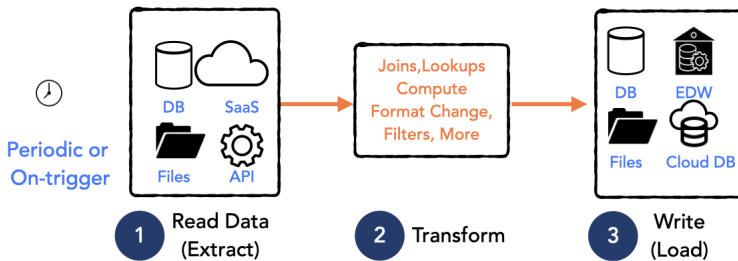 Periodic or
On-trigger
DB
SaaS
Files
API
Joins,Lookups
Compute
Format Change,
Filters, More
DB
EDW
Files
Cloud DB
1
Read Data
(Extract)
2
Transform
3
Write
(Load)